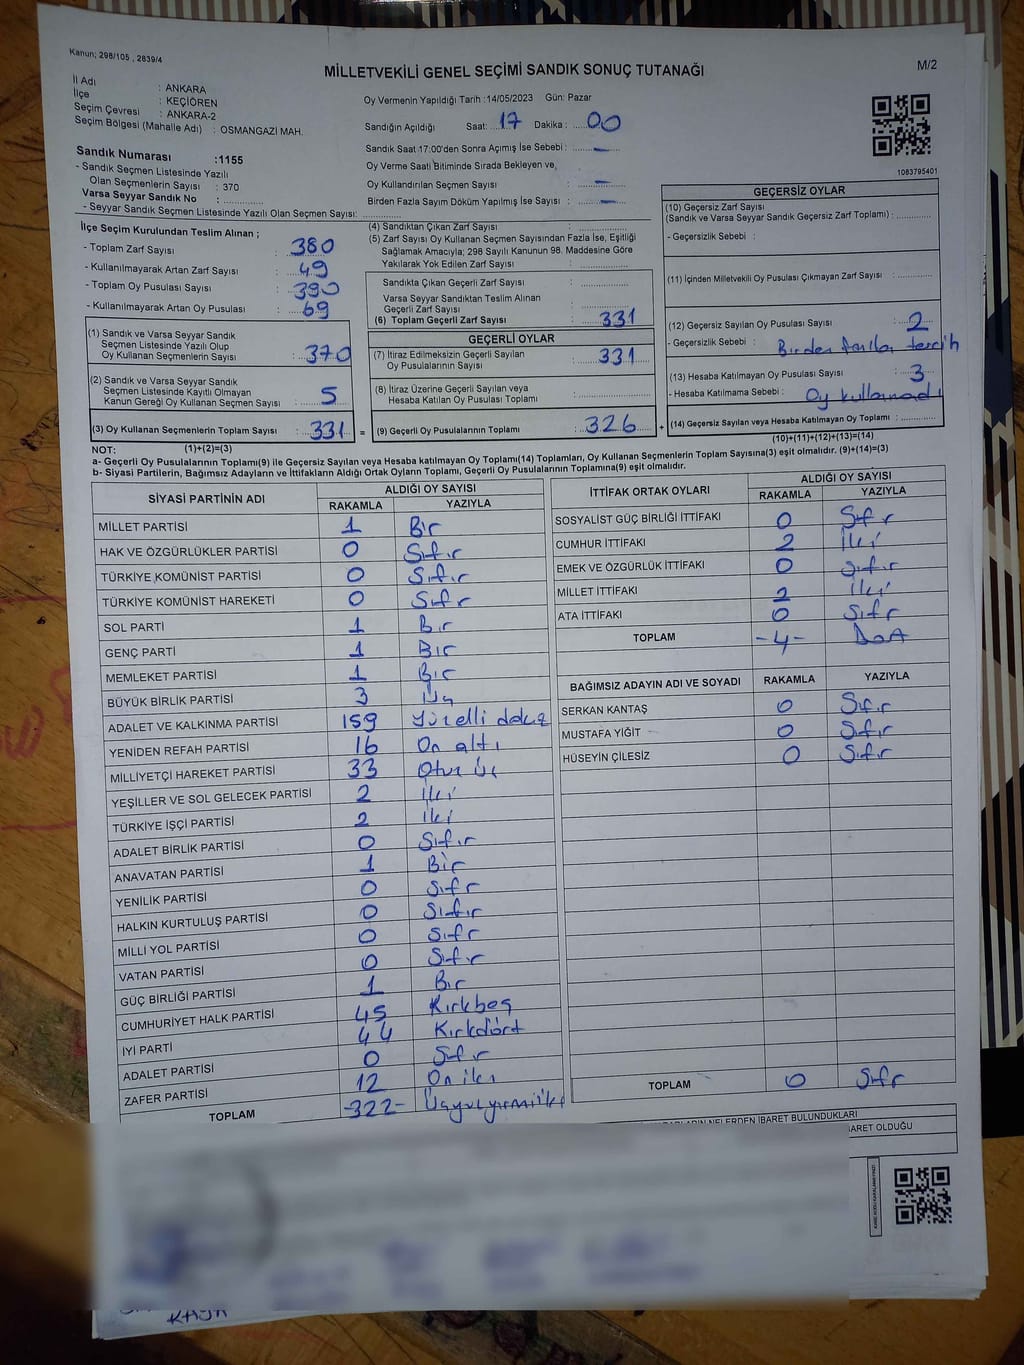 Kanun; 298/105 , 2839/4
MİLLETVEKİLİ GENEL SEÇİMİ SANDIK SONUÇ TUTANAĞI
M/2
İl Adı : ANKARA
İlçe : KEÇİÖREN
Seçim Çevresi : ANKARA-2
Seçim Bölgesi (Mahalle Adı) : OSMANGAZİ MAH.
Sandık Numarası :1155
- Sandık Seçmen Listesinde Yazılı
Olan Seçmenlerin Sayısı : 370
Varsa Seyyar Sandık No :
- Seyyar Sandık Seçmen Listesinde Yazılı Olan Seçmen Sayısı:
Oy Vermenin Yapıldığı Tarih :14/05/2023 Gün: Pazar
Sandığın Açıldığı Saat: 17 Dakika : 00
Sandık Saat 17:00'den Sonra Açımış İse Sebebi : -
Oy Verme Saati Bitiminde Sırada Bekleyen ve,
Oy Kullandırılan Seçmen Sayısı : -
Birden Fazla Sayım Döküm Yapılmış İse Sayısı : -
1083795401
İlçe Seçim Kurulundan Teslim Alınan ;
- Toplam Zarf Sayısı : 380
- Kullanılmayarak Artan Zarf Sayısı : 49
- Toplam Oy Pusulası Sayısı : 390
- Kullanılmayarak Artan Oy Pusulası : 69
(1) Sandık ve Varsa Seyyar Sandık
Seçmen Listesinde Yazılı Olup
Oy Kullanan Seçmenlerin Sayısı : 370
(2) Sandık ve Varsa Seyyar Sandık
Seçmen Listesinde Kayıtlı Olmayan
Kanun Gereği Oy Kullanan Seçmen Sayısı : 5
(3) Oy Kullanan Seçmenlerin Toplam Sayısı : 331 =
(4) Sandıktan Çıkan Zarf Sayısı :
(5) Zarf Sayısı Oy Kullanan Seçmen Sayısından Fazla İse, Eşitliği
Sağlamak Amacıyla; 298 Sayılı Kanunun 98. Maddesine Göre
Yakılarak Yok Edilen Zarf Sayısı :
Sandıkta Çıkan Geçerli Zarf Sayısı :
Varsa Seyyar Sandıktan Teslim Alınan
Geçerli Zarf Sayısı :
(6) Toplam Geçerli Zarf Sayısı : 331
GEÇERLİ OYLAR
(7) İtiraz Edilmeksizin Geçerli Sayılan
Oy Pusulalarının Sayısı : 331
(8) İtiraz Üzerine Geçerli Sayılan veya
Hesaba Katılan Oy Pusulası Toplamı :
(9) Geçerli Oy Pusulalarının Toplamı : 326 +
GEÇERSİZ OYLAR
(10) Geçersiz Zarf Sayısı
(Sandık ve Varsa Seyyar Sandık Geçersiz Zarf Toplamı) :
- Geçersizlik Sebebi :
(11) İçinden Milletvekili Oy Pusulası Çıkmayan Zarf Sayısı :
(12) Geçersiz Sayılan Oy Pusulası Sayısı : 2
- Geçersizlik Sebebi : Birden fazla tercih
(13) Hesaba Katılmayan Oy Pusulası Sayısı : 3
- Hesaba Katılmama Sebebi : Oy kullanmadı
(14) Geçersiz Sayılan veya Hesaba Katılmayan Oy Toplamı :
NOT: (1)+(2)=(3)
(10)+(11)+(12)+(13)=(14)
a- Geçerli Oy Pusulalarının Toplamı(9) ile Geçersiz Sayılan veya Hesaba katılmayan Oy Toplamı(14) Toplamları, Oy Kullanan Seçmenlerin Toplam Sayısına(3) eşit olmalıdır. (9)+(14)=(3)
b- Siyasi Partilerin, Bağımsız Adayların ve İttifakların Aldığı Ortak Oyların Toplamı, Geçerli Oy Pusulalarının Toplamına(9) eşit olmalıdır.
SİYASİ PARTİNİN ADI ALDIĞI OY SAYISI
RAKAMLA YAZIYLA
MİLLET PARTİSİ 1 Bir
HAK VE ÖZGÜRLÜKLER PARTİSİ 0 Sıfır
TÜRKİYE KOMÜNİST PARTİSİ 0 Sıfır
TÜRKİYE KOMÜNİST HAREKETİ 0 Sıfır
SOL PARTİ 1 Bir
GENÇ PARTİ 1 Bir
MEMLEKET PARTİSİ 1 Bir
BÜYÜK BİRLİK PARTİSİ 3 Üç
ADALET VE KALKINMA PARTİSİ 159 Yüzelli dokuz
YENİDEN REFAH PARTİSİ 16 On altı
MİLLİYETÇİ HAREKET PARTİSİ 33 Otuz üç
YEŞİLLER VE SOL GELECEK PARTİSİ 2 İki
TÜRKİYE İŞÇİ PARTİSİ 2 İki
ADALET BİRLİK PARTİSİ 0 Sıfır
ANAVATAN PARTİSİ 1 Bir
YENİLİK PARTİSİ 0 Sıfır
HALKIN KURTULUŞ PARTİSİ 0 Sıfır
MİLLİ YOL PARTİSİ 0 Sıfır
VATAN PARTİSİ 0 Sıfır
GÜÇ BİRLİĞİ PARTİSİ 1 Bir
CUMHURİYET HALK PARTİSİ 45 Kırkbeş
İYİ PARTİ 44 Kırkdört
ADALET PARTİSİ 0 Sıfır
ZAFER PARTİSİ 12 On iki
TOPLAM -322- Üçyüzyirmiiki
İTTİFAK ORTAK OYLARI ALDIĞI OY SAYISI
RAKAMLA YAZIYLA
SOSYALİST GÜÇ BİRLİĞİ İTTİFAKI 0 Sıfır
CUMHUR İTTİFAKI 2 İki
EMEK VE ÖZGÜRLÜK İTTİFAKI 0 Sıfır
MİLLET İTTİFAKI 2 İki
ATA İTTİFAKI 0 Sıfır
TOPLAM -4- Dört
BAĞIMSIZ ADAYIN ADI VE SOYADI RAKAMLA YAZIYLA
SERKAN KANTAŞ 0 Sıfır
MUSTAFA YİĞİT 0 Sıfır
HÜSEYİN ÇİLESİZ 0 Sıfır
TOPLAM 0 Sıfır
NELERDEN İBARET BULUNDUKLARI
BARET OLDUĞU
KAYA